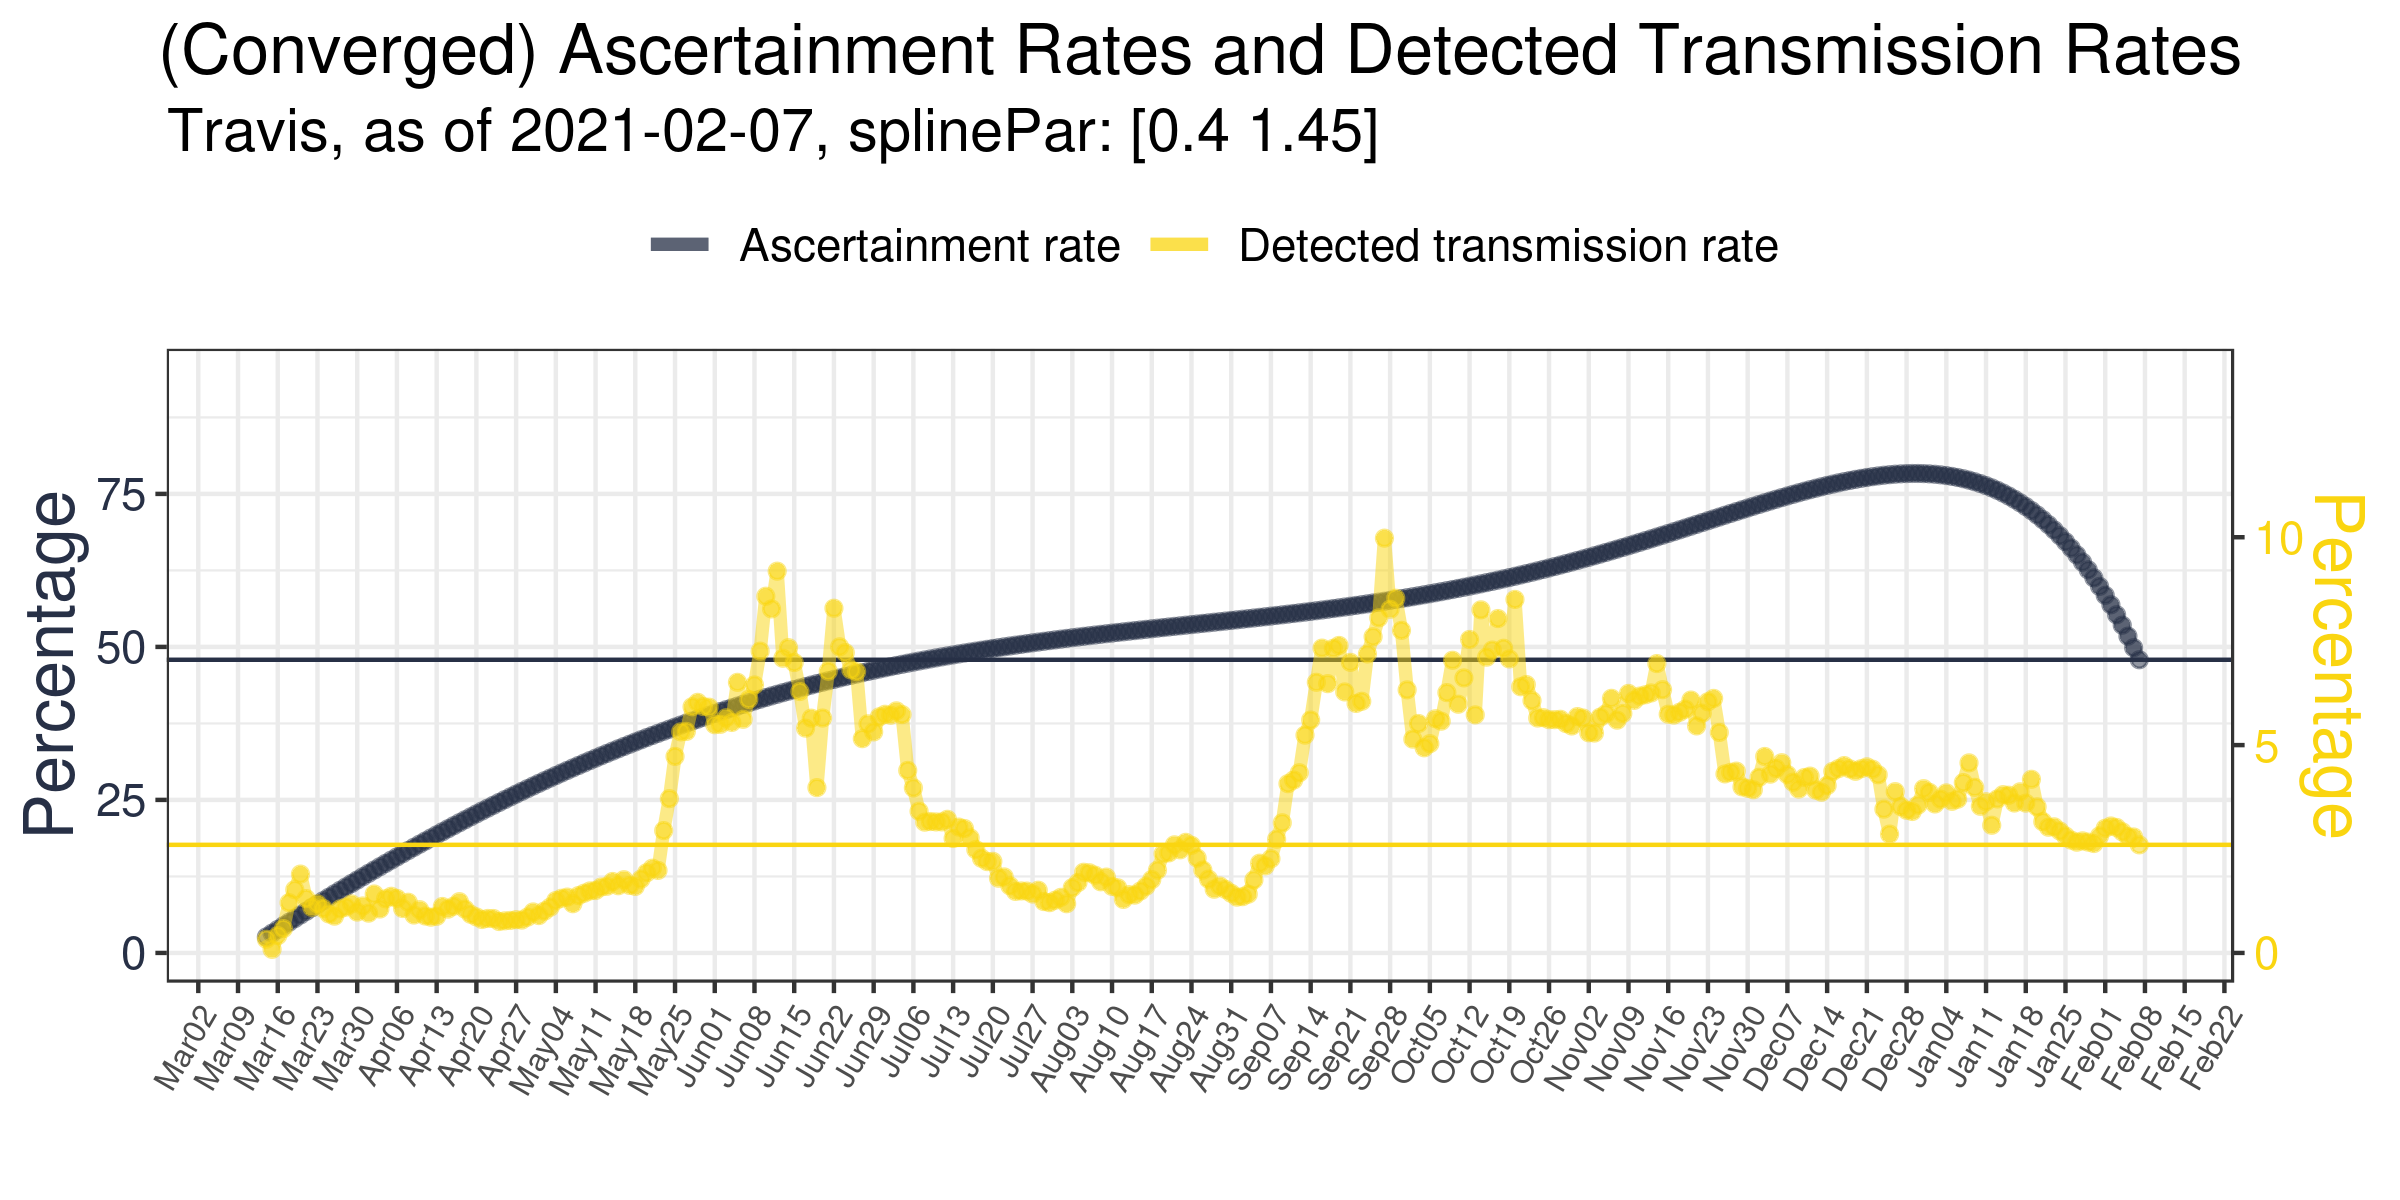 (Converged) Ascertainment Rates and Detected Transmission Rates
Travis, as of 2021-02-07, splinePar: [0.4 1.45]
Ascertainment rate
Detected transmission rate
Percentage
75
50
25
0
Percentage
10
5
0
Mar02
Mar09
Mar16
Mar23
Mar30
Apr06
Apr13
Apr20
Apr27
May04
May11
May18
May25
Jun01
Jun08
Jun15
Jun22
Jun29
Jul06
Jul13
Jul20
Jul27
Aug03
Aug10
Aug17
Aug24
Aug31
Sep07
Sep14
Sep21
Sep28
Oct05
Oct12
Oct19
Oct26
Nov02
Nov09
Nov16
Nov23
Nov30
Dec07
Dec14
Dec21
Dec28
Jan04
Jan11
Jan18
Jan25
Feb01
Feb08
Feb15
Feb22